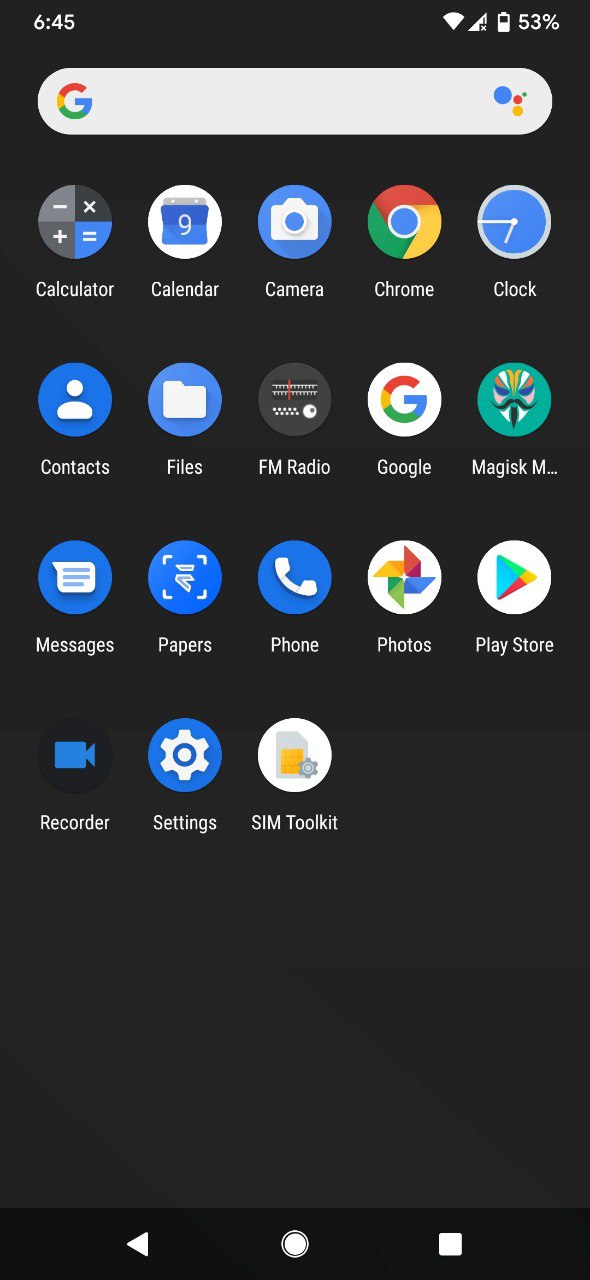 6:45 53%
9
Calculator Calendar Camera Chrome Clock
Contacts Files FM Radio Google Magisk M...
Messages Papers Phone Photos Play Store
Recorder Settings SIM Toolkit